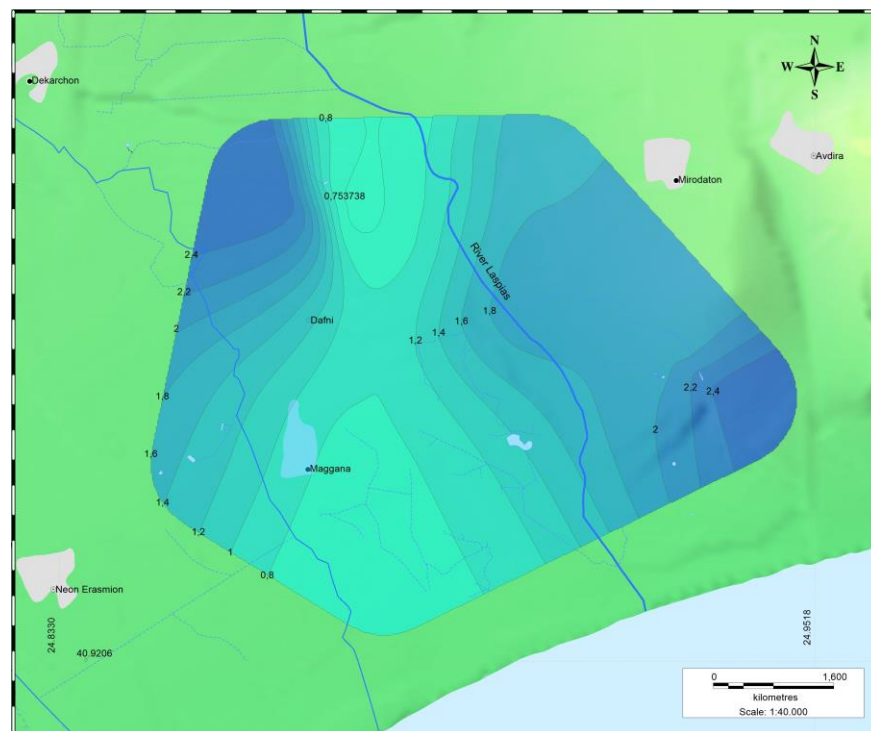 N
W E
S
Dekarchon
0,8
Avdira
Mirodaton
0,753738
2,4
River Laspias
2,2
1,8
Dafni
1,6
2
1,4
1,2
2,2
2,4
1,8
2
1,6
Maggana
1,4
1,2
1
0,8
Neon Erasmion
24.8330
24.9518
40.9206
0 1,600
kilometres
Scale: 1:40.000